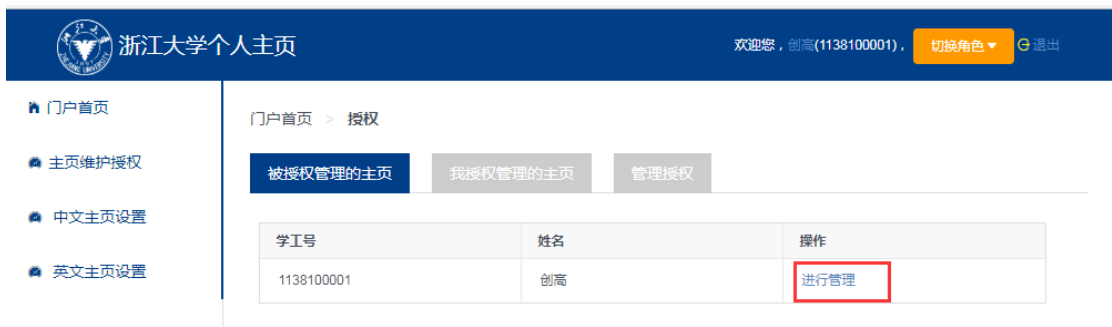 浙江大学个人主页
欢迎您，创高(1138100001)， 切换角色 退出
门户首页
门户首页 > 授权
主页维护授权
被授权管理的主页 我授权管理的主页 管理授权
中文主页设置
学工号 姓名 操作
英文主页设置
1138100001 创高 进行管理